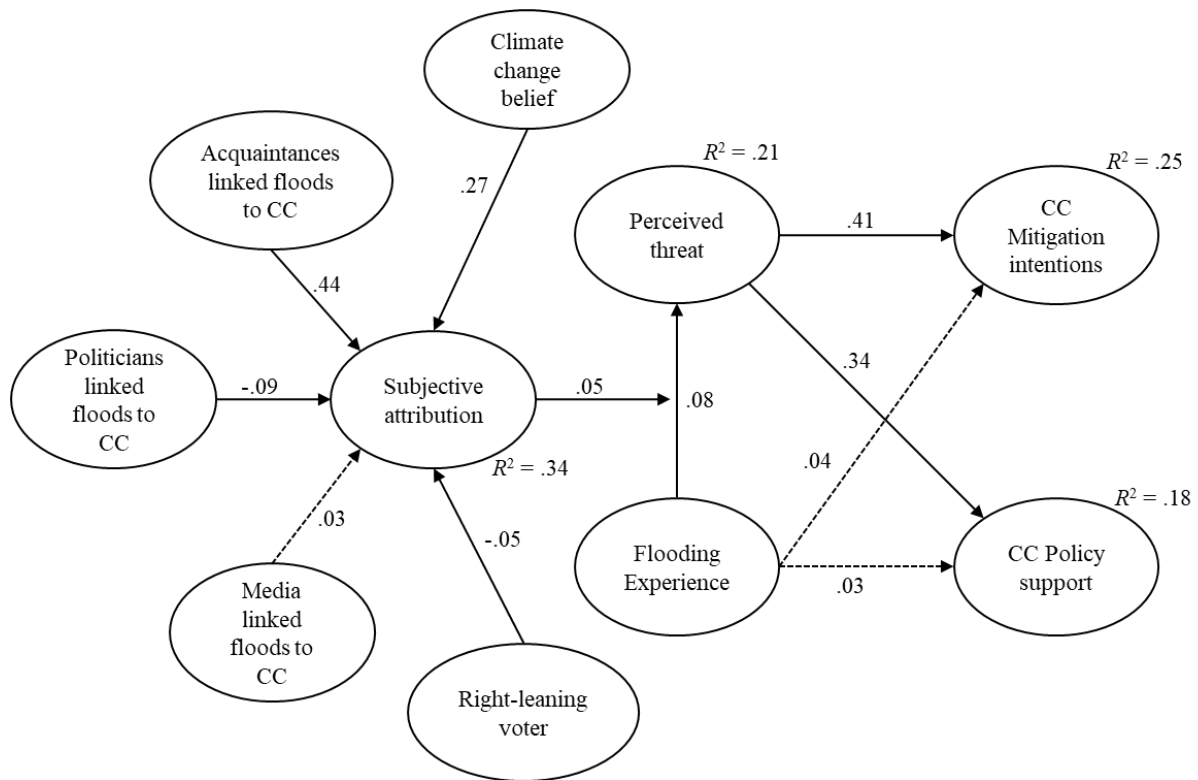 Climate
change
belief
Acquaintances
linked floods
to CC
.27
.44
Politicians
linked
floods to
CC
-.09
Subjective
attribution
R² = .34
.05
.03
Media
linked
floods to
CC
-.05
Right-leaning
voter
R² = .21
Perceived
threat
.41
R² = .25
CC
Mitigation
intentions
.34
.08
.04
Flooding
Experience
.03
R² = .18
CC Policy
support